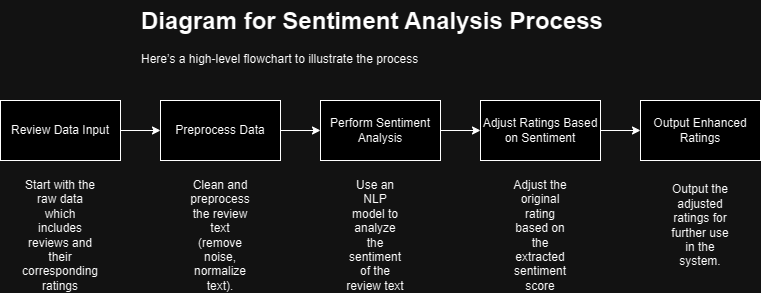 Diagram for Sentiment Analysis Process
Here's a high-level flowchart to illustrate the process
Review Data Input
Preprocess Data
Perform Sentiment
Analysis
Adjust Ratings Based
on Sentiment
Output Enhanced
Ratings
Start with the
raw data
which
includes
reviews and
their
corresponding
ratings
Clean and
preprocess
the review
text
(remove
noise,
normalize
text).
Use an
NLP
model to
analyze
the
sentiment
of the
review text
Adjust the
original
rating
based on
the
extracted
sentiment
score
Output the
adjusted
ratings for
further use
in the
system.